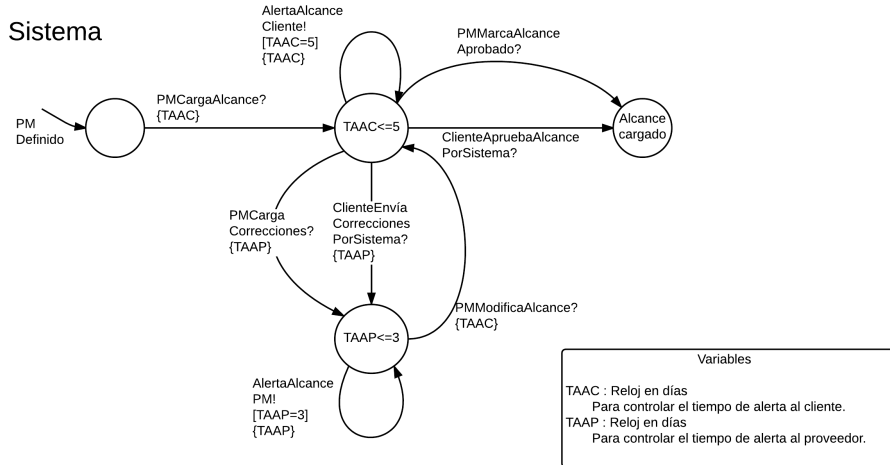 Sistema
AlertaAlcance
Cliente!
[TAAC=5]
{TAAC}
PMMarcaAlcance
Aprobado?
PMCargaAlcance?
{TAAC}
PM
Definido
TAAC<=5
Alcance
cargado
ClienteApruebaAlcance
PorSistema?
PMCarga
Correcciones?
{TAAP}
ClienteEnvía
Correcciones
PorSistema?
{TAAP}
PMModificaAlcance?
{TAAC}
TAAP<=3
AlertaAlcance
PM!
[TAAP=3]
{TAAP}
Variables
TAAC : Reloj en días
Para controlar el tiempo de alerta al cliente.
TAAP : Reloj en días
Para controlar el tiempo de alerta al proveedor.